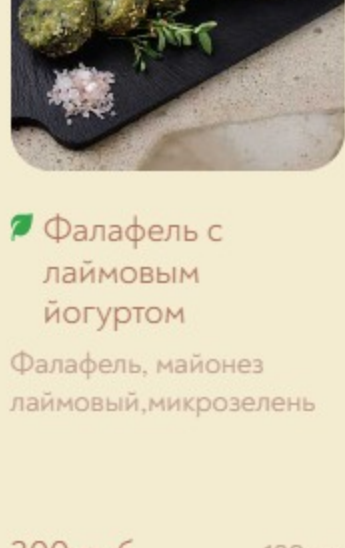 Фалафель с
лаймовым
йогуртом
Фалафель, майонез
лаймовый,микрозелень